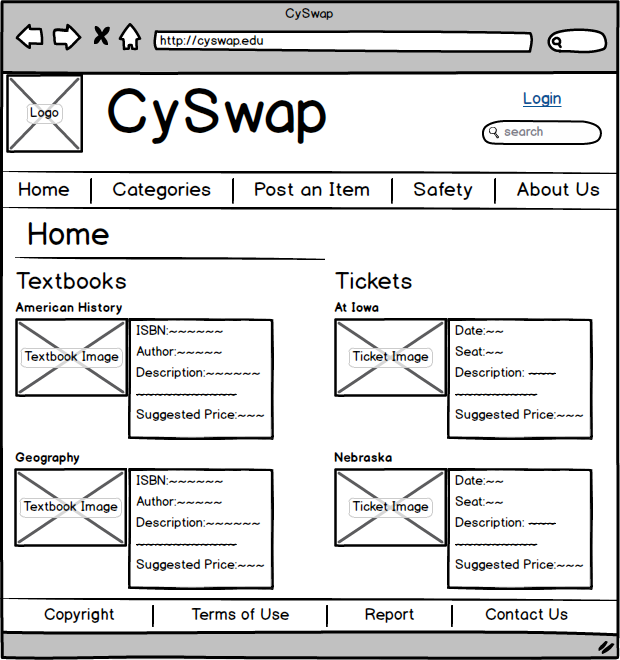 CySwap
http://cyswap.edu
Logo
CySwap
Login
search
Home
Categories
Post an Item
Safety
About Us
Home
Textbooks
American History
Textbook Image
ISBN:~~~~~~
Author:~~~~~
Description:~~~~~~
~~~~~~~~~~~~
Suggested Price:~~~
Geography
Textbook Image
ISBN:~~~~~~
Author:~~~~~
Description:~~~~~~
~~~~~~~~~~~~
Suggested Price:~~~
Tickets
At Iowa
Ticket Image
Date:~~
Seat:~~
Description: ~~~
~~~~~~~~~~~~
Suggested Price:~~~
Nebraska
Ticket Image
Date:~~
Seat:~~
Description: ~~~
~~~~~~~~~~~~
Suggested Price:~~~
Copyright
Terms of Use
Report
Contact Us